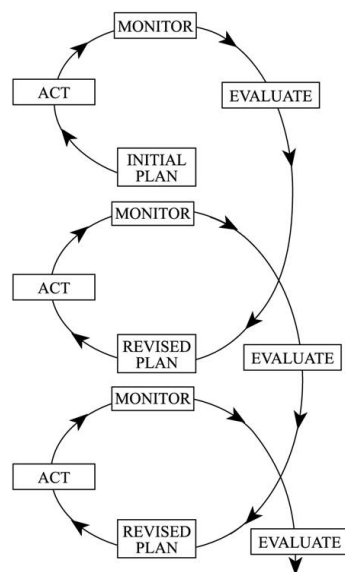 MONITOR
EVALUATE
ACT
INITIAL
PLAN
MONITOR
ACT
REVISED
PLAN
EVALUATE
MONITOR
ACT
REVISED
PLAN
EVALUATE